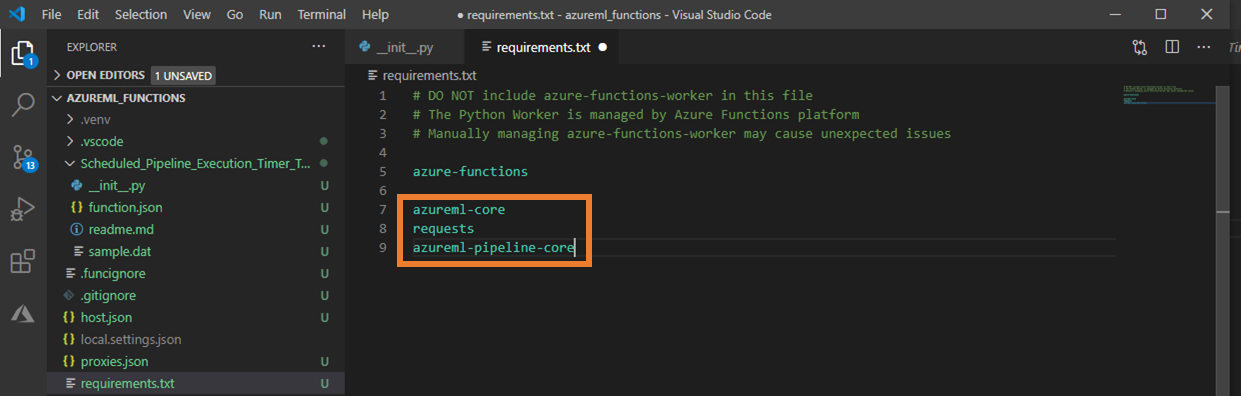 File Edit Selection View Go Run Terminal Help ● requirements.txt - azureml_functions - Visual Studio Code
EXPLORER ··· __init__.py requirements.txt ● ···
OPEN EDITORS 1 UNSAVED
AZUREML_FUNCTIONS
.venv
.vscode
Scheduled_Pipeline_Execution_Timer_T...
__init__.py U
{} function.json U
readme.md U
sample.dat U
.funcignore U
.gitignore U
{} host.json U
{} local.settings.json
{} proxies.json U
requirements.txt U
1
13
requirements.txt
1 # DO NOT include azure-functions-worker in this file
2 # The Python Worker is managed by Azure Functions platform
3 # Manually managing azure-functions-worker may cause unexpected issues
4
5 azure-functions
6
7 azureml-core
8 requests
9 azureml-pipeline-core